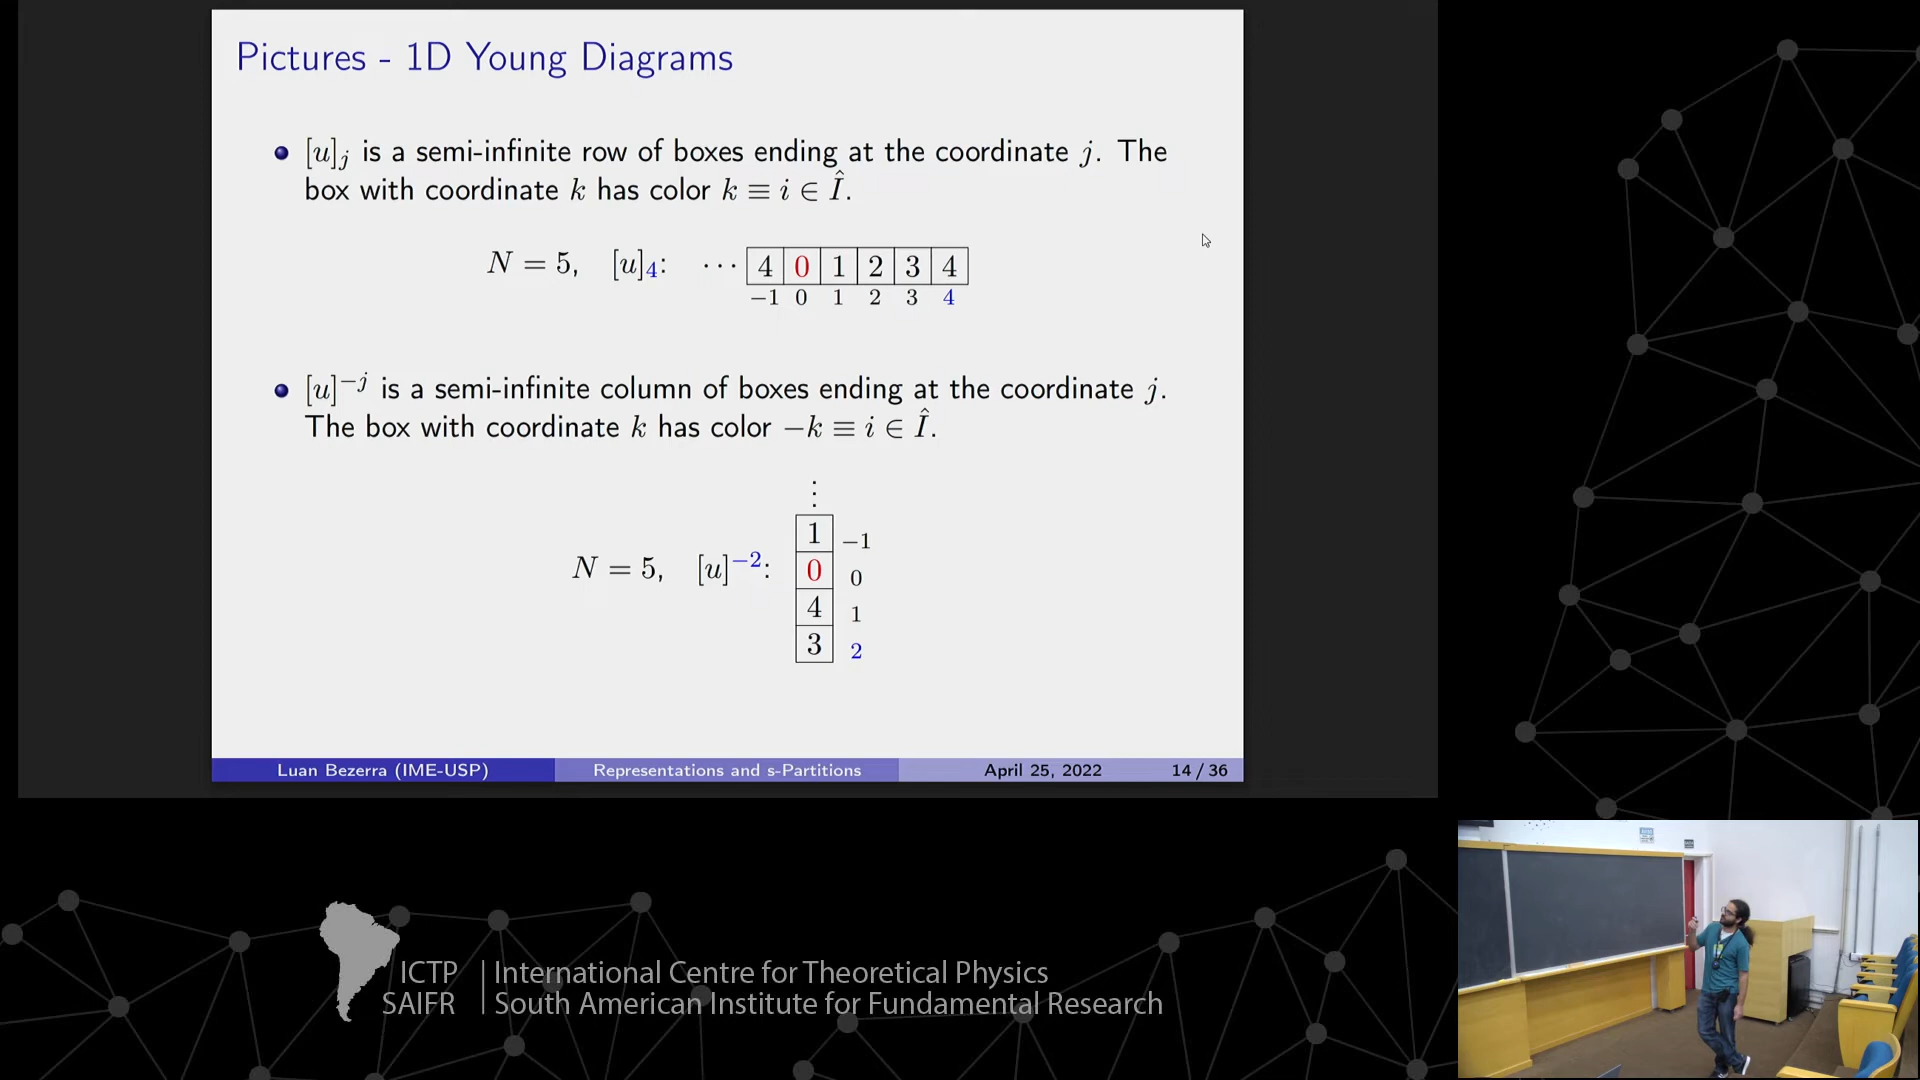 Pictures - 1D Young Diagrams
[u]_j is a semi-infinite row of boxes ending at the coordinate j. The
box with coordinate k has color k ≡ i ∈ Î.
N = 5, [u]_4: ⋯ 4 0 1 2 3 4
−1 0 1 2 3 4
[u]^{−j} is a semi-infinite column of boxes ending at the coordinate j.
The box with coordinate k has color −k ≡ i ∈ Î.
⋮
1 −1
N = 5, [u]^{−2}: 0 0
4 1
3 2
Luan Bezerra (IME-USP) Representations and s-Partitions April 25, 2022 14 / 36
ICTP | International Centre for Theoretical Physics
SAIFR | South American Institute for Fundamental Research